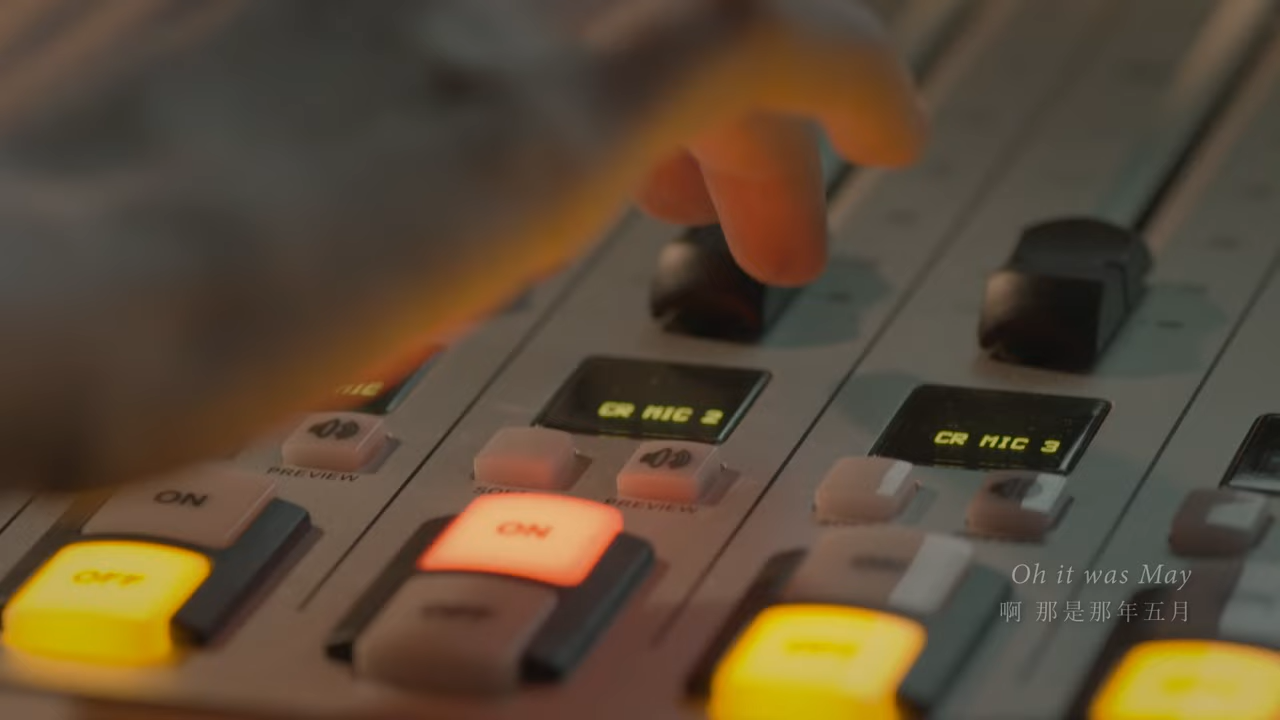 MIC
CR MIC 2
CR MIC 3
PREVIEW
PREVIEW
ON
ON
OFF
Oh it was May
啊 那是那年五月